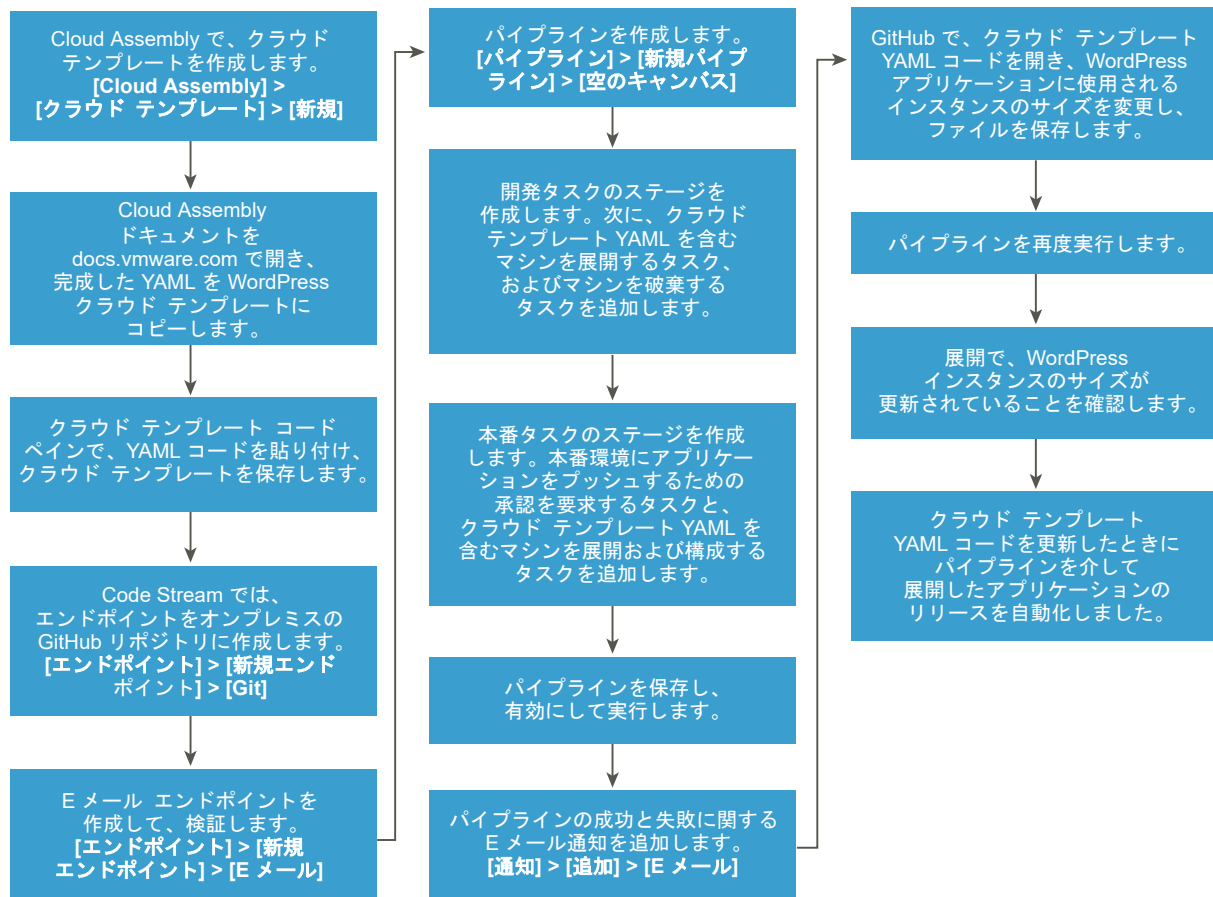 Cloud Assembly で、クラウド
テンプレートを作成します。
[Cloud Assembly] >
[クラウド テンプレート] > [新規]
Cloud Assembly
ドキュメントを
docs.vmware.com で開き、
完成した YAML を WordPress
クラウド テンプレートに
コピーします。
クラウド テンプレート コード
ペインで、YAML コードを貼り付け、
クラウド テンプレートを保存します。
Code Stream では、
エンドポイントをオンプレミスの
GitHub リポジトリに作成します。
[エンドポイント] > [新規エンド
ポイント] > [Git]
E メール エンドポイントを
作成して、検証します。
[エンドポイント] > [新規
エンドポイント] > [E メール]
パイプラインを作成します。
[パイプライン] > [新規パイプ
ライン] > [空のキャンバス]
開発タスクのステージを
作成します。次に、クラウド
テンプレート YAML を含む
マシンを展開するタスク、
およびマシンを破棄する
タスクを追加します。
本番タスクのステージを作成
します。本番環境にアプリケー
ションをプッシュするための
承認を要求するタスクと、
クラウド テンプレート YAML を
含むマシンを展開および構成する
タスクを追加します。
パイプラインを保存し、
有効にして実行します。
パイプラインの成功と失敗に関する
E メール通知を追加します。
[通知] > [追加] > [E メール]
GitHub で、クラウド テンプレート
YAML コードを開き、WordPress
アプリケーションに使用される
インスタンスのサイズを変更し、
ファイルを保存します。
パイプラインを再度実行します。
展開で、WordPress
インスタンスのサイズが
更新されていることを確認します。
クラウド テンプレート
YAML コードを更新したときに
パイプラインを介して
展開したアプリケーションの
リリースを自動化しました。